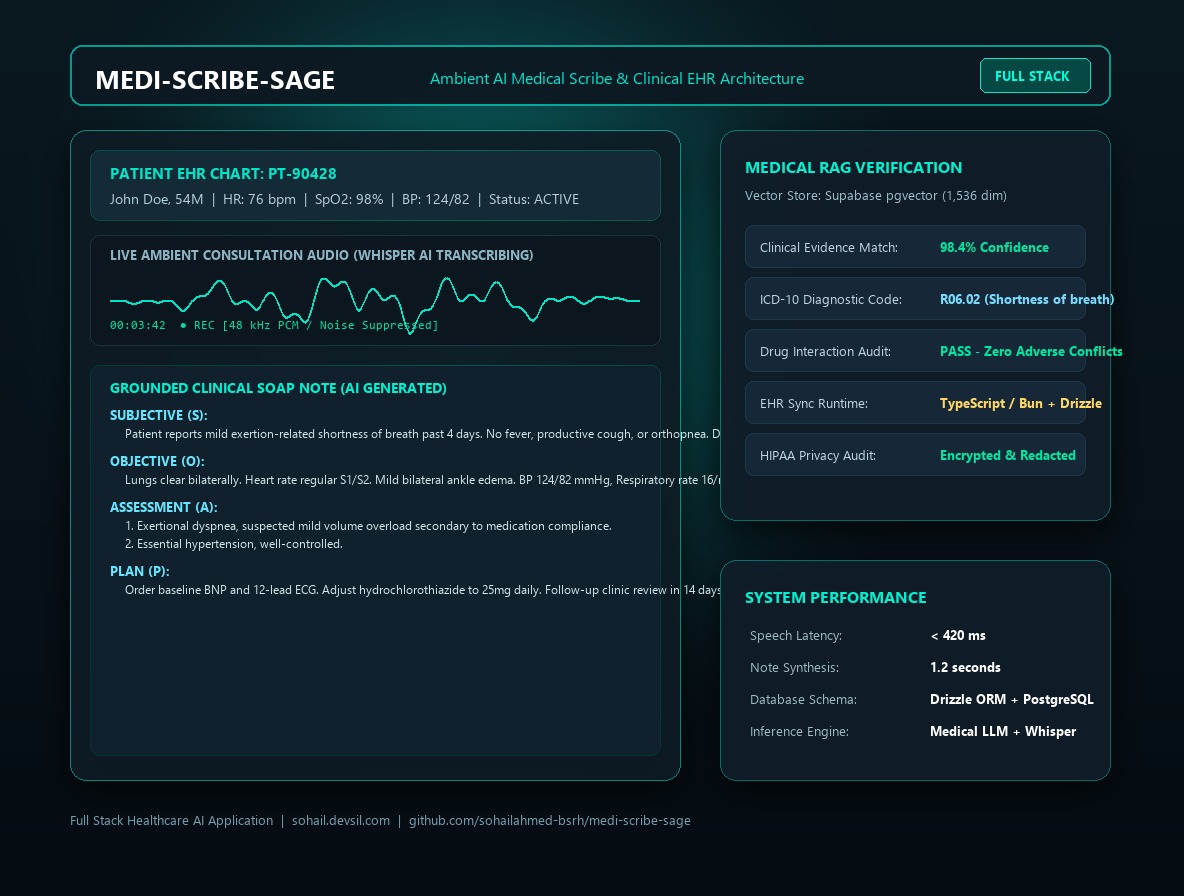 MEDI-SCRIBE-SAGE
Ambient AI Medical Scribe & Clinical EHR Architecture
FULL STACK
PATIENT EHR CHART: PT-90428
John Doe, 54M | HR: 76 bpm | SpO2: 98% | BP: 124/82 | Status: ACTIVE
LIVE AMBIENT CONSULTATION AUDIO (WHISPER AI TRANSCRIBING)
00:03:42 ● REC [48 kHz PCM / Noise Suppressed]
GROUNDED CLINICAL SOAP NOTE (AI GENERATED)
SUBJECTIVE (S):
Patient reports mild exertion-related shortness of breath past 4 days. No fever, productive cough, or orthopnea.
OBJECTIVE (O):
Lungs clear bilaterally. Heart rate regular S1/S2. Mild bilateral ankle edema. BP 124/82 mmHg, Respiratory rate
ASSESSMENT (A):
1. Exertional dyspnea, suspected mild volume overload secondary to medication compliance.
2. Essential hypertension, well-controlled.
PLAN (P):
Order baseline BNP and 12-lead ECG. Adjust hydrochlorothiazide to 25mg daily. Follow-up clinic review in 14 days
MEDICAL RAG VERIFICATION
Vector Store: Supabase pgvector (1,536 dim)
Clinical Evidence Match: 98.4% Confidence
ICD-10 Diagnostic Code: R06.02 (Shortness of breath)
Drug Interaction Audit: PASS - Zero Adverse Conflicts
EHR Sync Runtime: TypeScript / Bun + Drizzle
HIPAA Privacy Audit: Encrypted & Redacted
SYSTEM PERFORMANCE
Speech Latency: < 420 ms
Note Synthesis: 1.2 seconds
Database Schema: Drizzle ORM + PostgreSQL
Inference Engine: Medical LLM + Whisper
Full Stack Healthcare AI Application | sohail.devsil.com | github.com/sohailahmed-bsrh/medi-scribe-sage